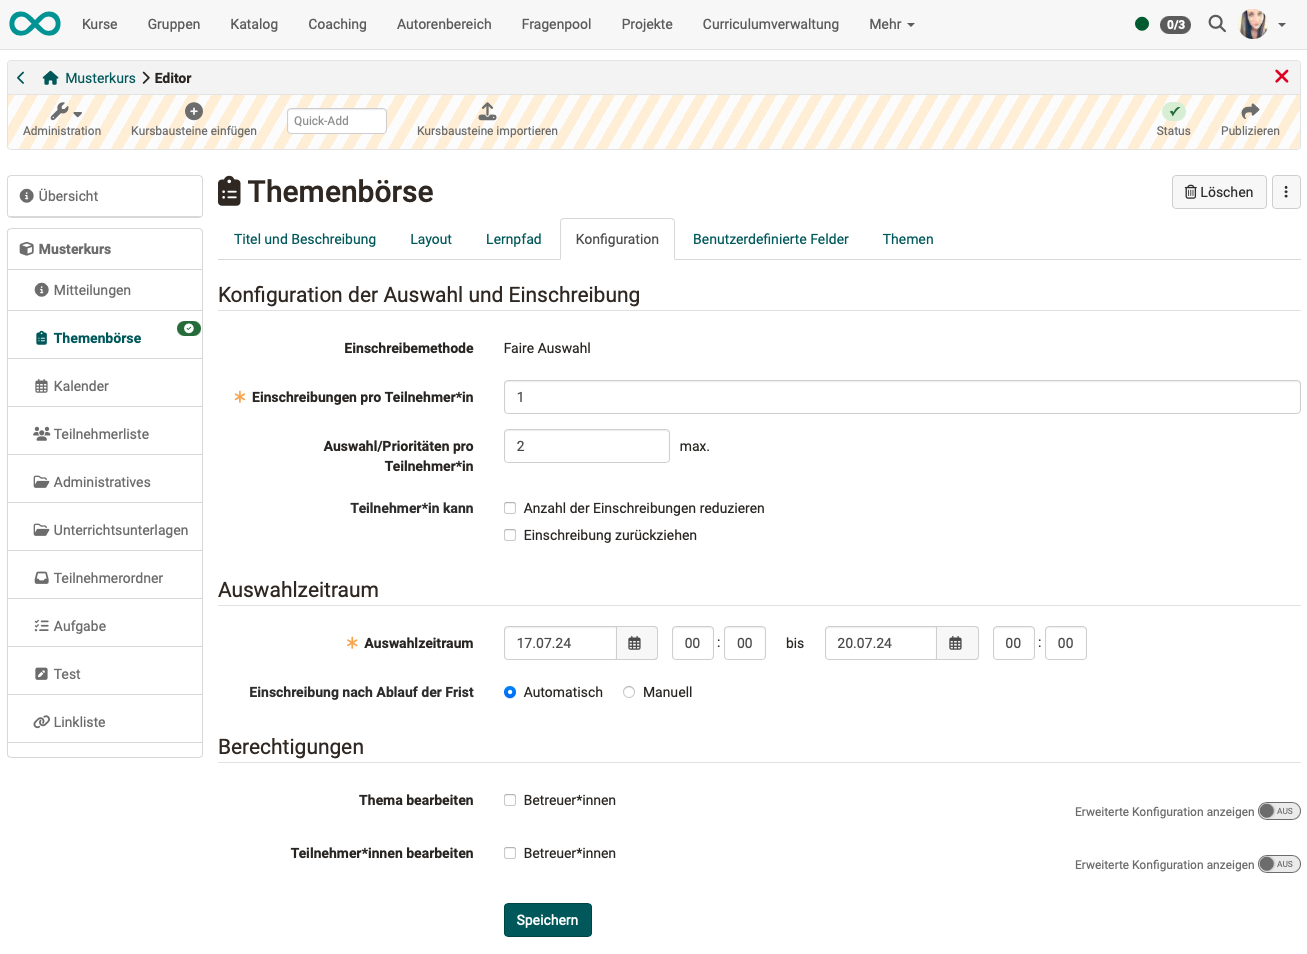 Kurse Gruppen Katalog Coaching Autorenbereich Fragenpool Projekte Curriculumverwaltung Mehr 0/3
Musterkurs Editor
Administration Kursbausteine einfügen Quick-Add Kursbausteine importieren Status Publizieren
Übersicht
Musterkurs
Mitteilungen
Themenbörse
Kalender
Teilnehmerliste
Administratives
Unterrichtsunterlagen
Teilnehmerordner
Aufgabe
Test
Linkliste
Themenbörse Löschen
Titel und Beschreibung Layout Lernpfad Konfiguration Benutzerdefinierte Felder Themen
Konfiguration der Auswahl und Einschreibung
Einschreibemethode Faire Auswahl
Einschreibungen pro Teilnehmer*in 1
Auswahl/Prioritäten pro
Teilnehmer*in 2 max.
Teilnehmer*in kann Anzahl der Einschreibungen reduzieren
Einschreibung zurückziehen
Auswahlzeitraum
Auswahlzeitraum 17.07.24 00 : 00 bis 20.07.24 00 : 00
Einschreibung nach Ablauf der Frist Automatisch Manuell
Berechtigungen
Thema bearbeiten Betreuer*innen
Erweiterte Konfiguration anzeigen AUS
Teilnehmer*innen bearbeiten Betreuer*innen
Erweiterte Konfiguration anzeigen AUS
Speichern